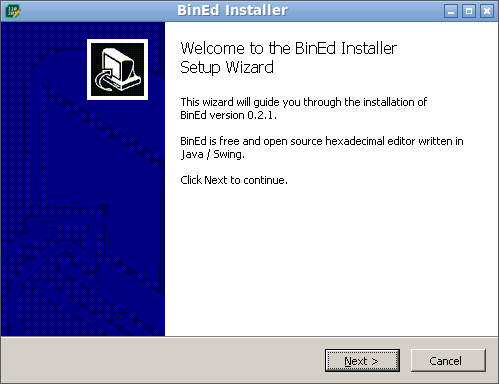 BinEd Installer
Welcome to the BinEd Installer
Setup Wizard
This wizard will guide you through the installation of
BinEd version 0.2.1.
BinEd is free and open source hexadecimal editor written in
Java / Swing.
Click Next to continue.
Next >
Cancel